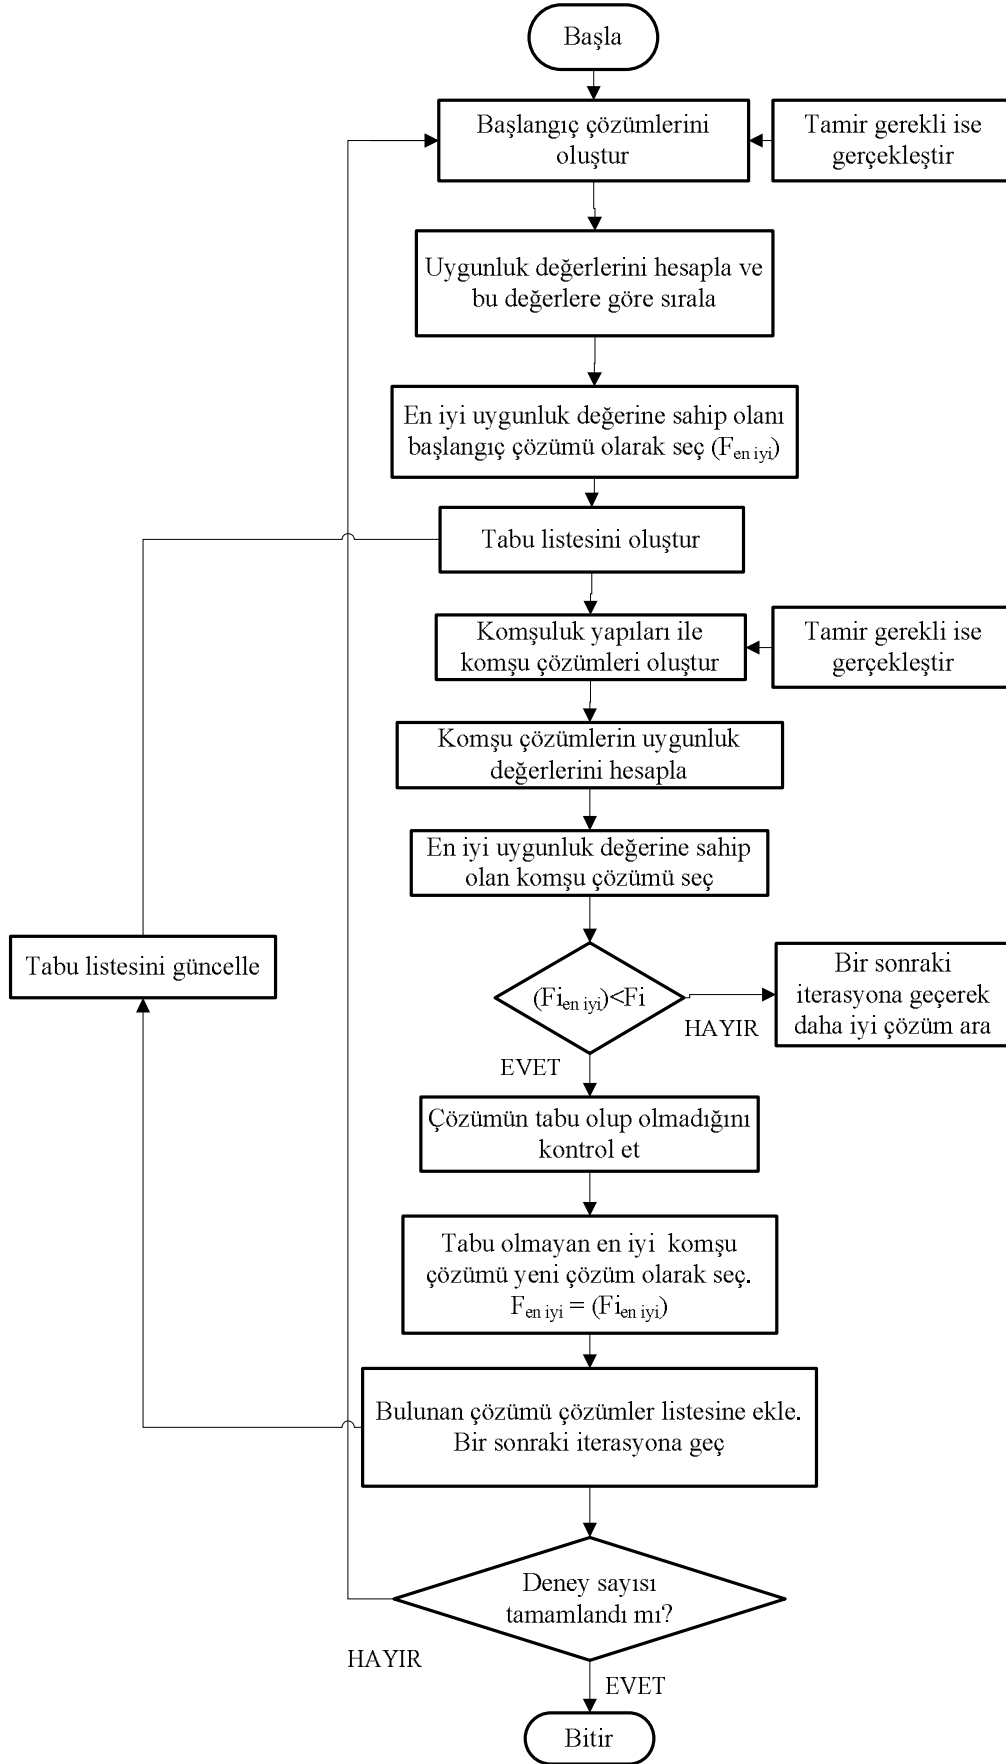 Başla
Başlangıç çözümlerini
oluştur
Tamir gerekli ise
gerçekleştir
Uygunluk değerlerini hesapla ve
bu değerlere göre sırala
En iyi uygunluk değerine sahip olanı
başlangıç çözümü olarak seç (Fen iyi)
Tabu listesini oluştur
Komşuluk yapıları ile
komşu çözümleri oluştur
Tamir gerekli ise
gerçekleştir
Komşu çözümlerin uygunluk
değerlerini hesapla
En iyi uygunluk değerine sahip
olan komşu çözümü seç
Tabu listesini güncelle
(Fien iyi)<Fi
HAYIR
Bir sonraki
iterasyona geçerek
daha iyi çözüm ara
EVET
Çözümün tabu olup olmadığını
kontrol et
Tabu olmayan en iyi komşu
çözümü yeni çözüm olarak seç.
Fen iyi = (Fien iyi)
Bulunan çözümü çözümler listesine ekle.
Bir sonraki iterasyona geç
Deney sayısı
tamamlandı mı?
HAYIR
EVET
Bitir